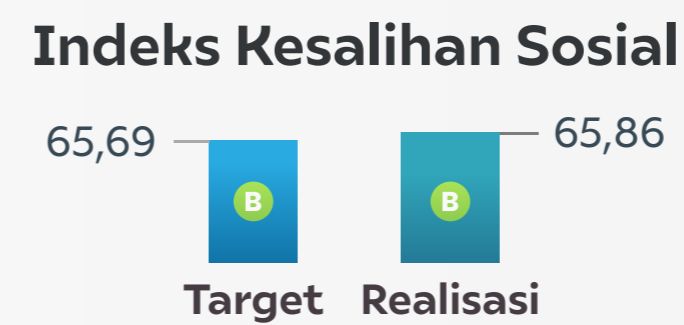 Indeks Kesalihan Sosial
65,69
65,86
B
B
Target
Realisasi